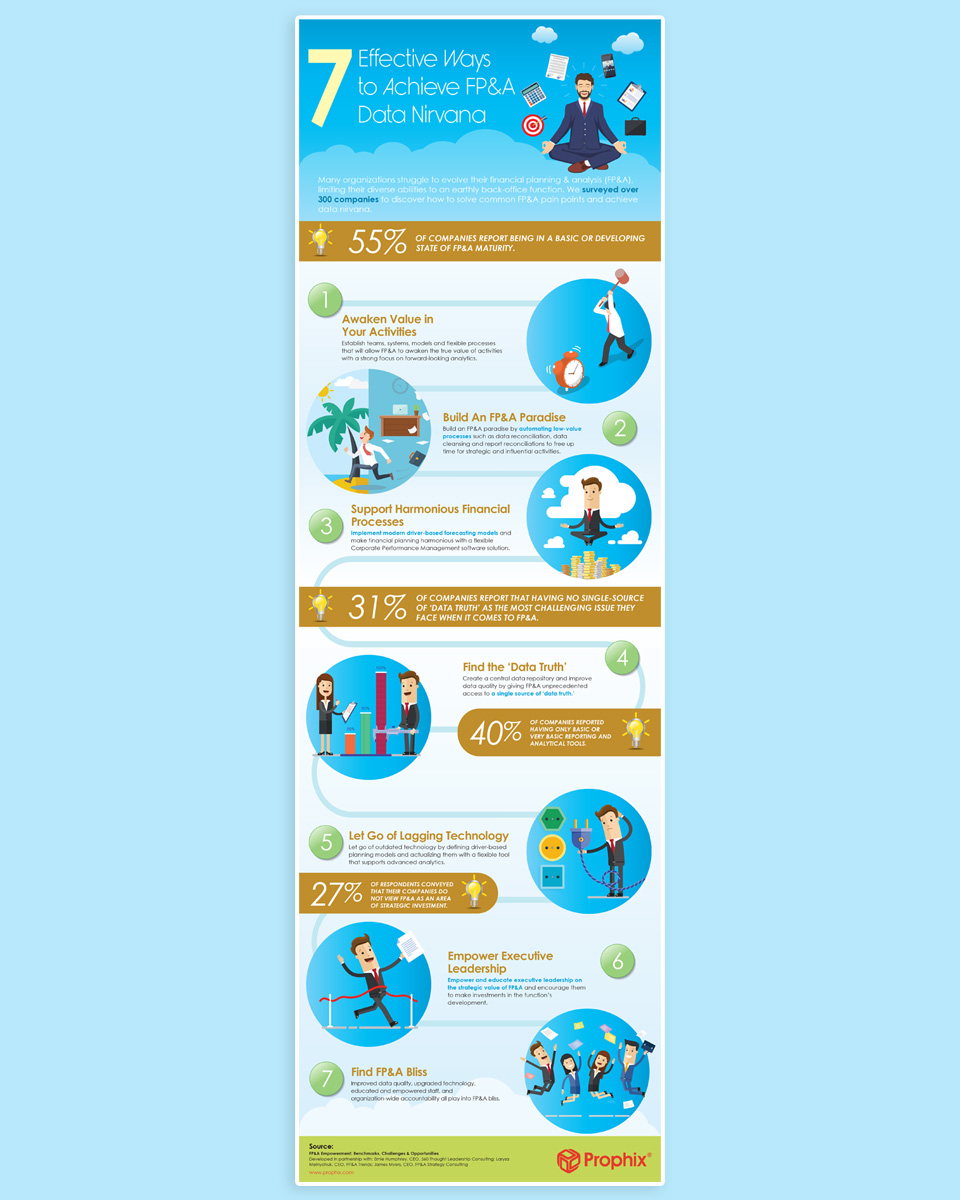 7
Effective Ways
to Achieve FP&A
Data Nirvana
Many organizations struggle to evolve their financial planning & analysis (FP&A),
limiting their diverse abilities to an earthly back-office function. We surveyed over
300 companies to discover how to solve common FP&A pain points and achieve
data nirvana.
55%
OF COMPANIES REPORT BEING IN A BASIC OR DEVELOPING
STATE OF FP&A MATURITY.
1
Awaken Value in
Your Activities
Establish teams, systems, models and flexible processes
that will allow FP&A to awaken the true value of activities
with a strong focus on forward-looking analytics.
Build An FP&A Paradise
2
Build an FP&A paradise by automating low-value
processes such as data reconciliation, data
cleansing and report reconciliations to free up
time for strategic and influential activities.
3
Support Harmonious Financial
Processes
Implement modern driver-based forecasting models and
make financial planning harmonious with a flexible
Corporate Performance Management software solution.
31%
OF COMPANIES REPORT THAT HAVING NO SINGLE-SOURCE
OF 'DATA TRUTH' AS THE MOST CHALLENGING ISSUE THEY
FACE WHEN IT COMES TO FP&A.
4
Find the 'Data Truth'
Create a central data repository and improve
data quality by giving FP&A unprecedented
access to a single source of 'data truth.'
40%
OF COMPANIES REPORTED
HAVING ONLY BASIC OR
VERY BASIC REPORTING AND
ANALYTICAL TOOLS.
5
Let Go of Lagging Technology
Let go of outdated technology by defining driver-based
planning models and actualizing them with a flexible tool
that supports advanced analytics.
27%
OF RESPONDENTS CONVEYED
THAT THEIR COMPANIES DO
NOT VIEW FP&A AS AN AREA
OF STRATEGIC INVESTMENT.
6
Empower Executive
Leadership
Empower and educate executive leadership on
the strategic value of FP&A and encourage them
to make investments in the function's
development.
7
Find FP&A Bliss
Improved data quality, upgraded technology,
educated and empowered staff, and
organization-wide accountability all play into FP&A bliss.
Source:
FP&A Empowerment: Benchmarks, Challenges & Opportunities
Developed in partnership with: Ernie Humphrey, CEO, 360 Thought Leadership Consulting; Larysa
Melnychuk, CEO, FP&A Trends; James Myers, CEO, FP&A Strategy Consulting
www.prophix.com
Prophix®